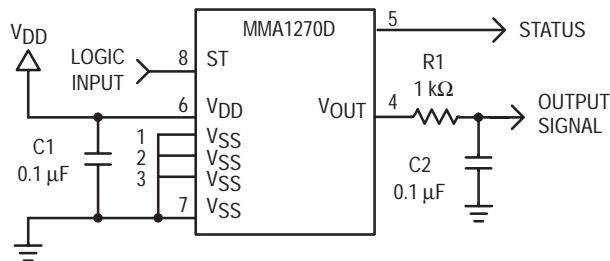 VDD
LOGIC
INPUT
8
ST
MMA1270D
5
STATUS
R1
1 kΩ
6
VDD
VOUT
4
OUTPUT
SIGNAL
1
VSS
2
VSS
3
VSS
7
VSS
C1
0.1 μF
C2
0.1 μF